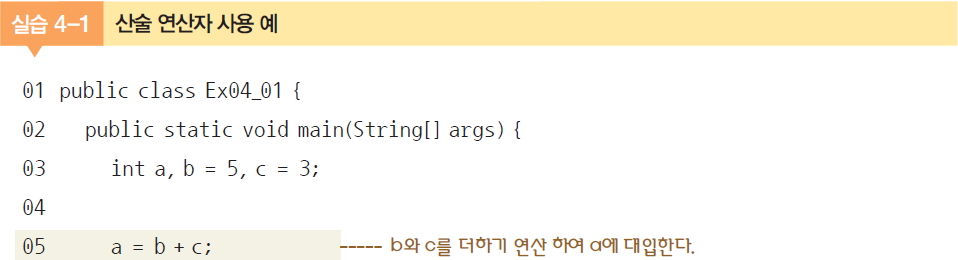 실습 4-1 산술 연산자 사용 예
01 public class Ex04_01 {
02 public static void main(String[] args) {
03 int a, b = 5, c = 3;
04
05 a = b + c; ----- b와 c를 더하기 연산 하여 a에 대입한다.